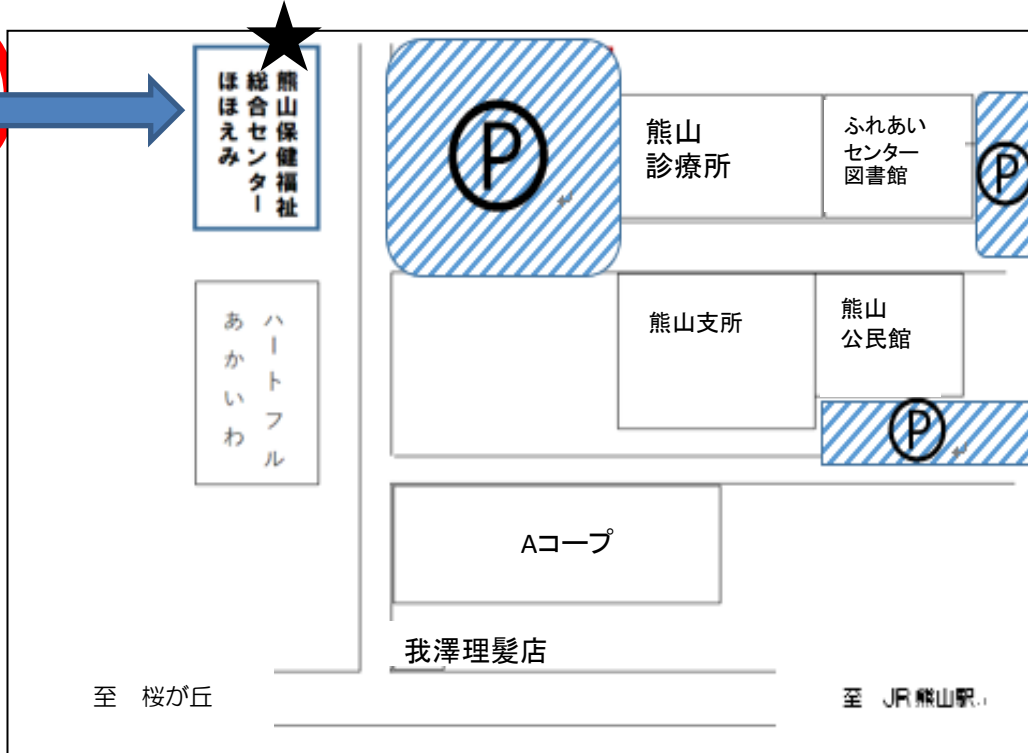 熊山保健福祉
総合センター
ほほえみ
P
熊山
診療所
ふれあい
センター
図書館
P
ハートフル
あかいわ
熊山支所
熊山
公民館
P
Aコープ
我澤理髪店
至 桜が丘
至 JR熊山駅